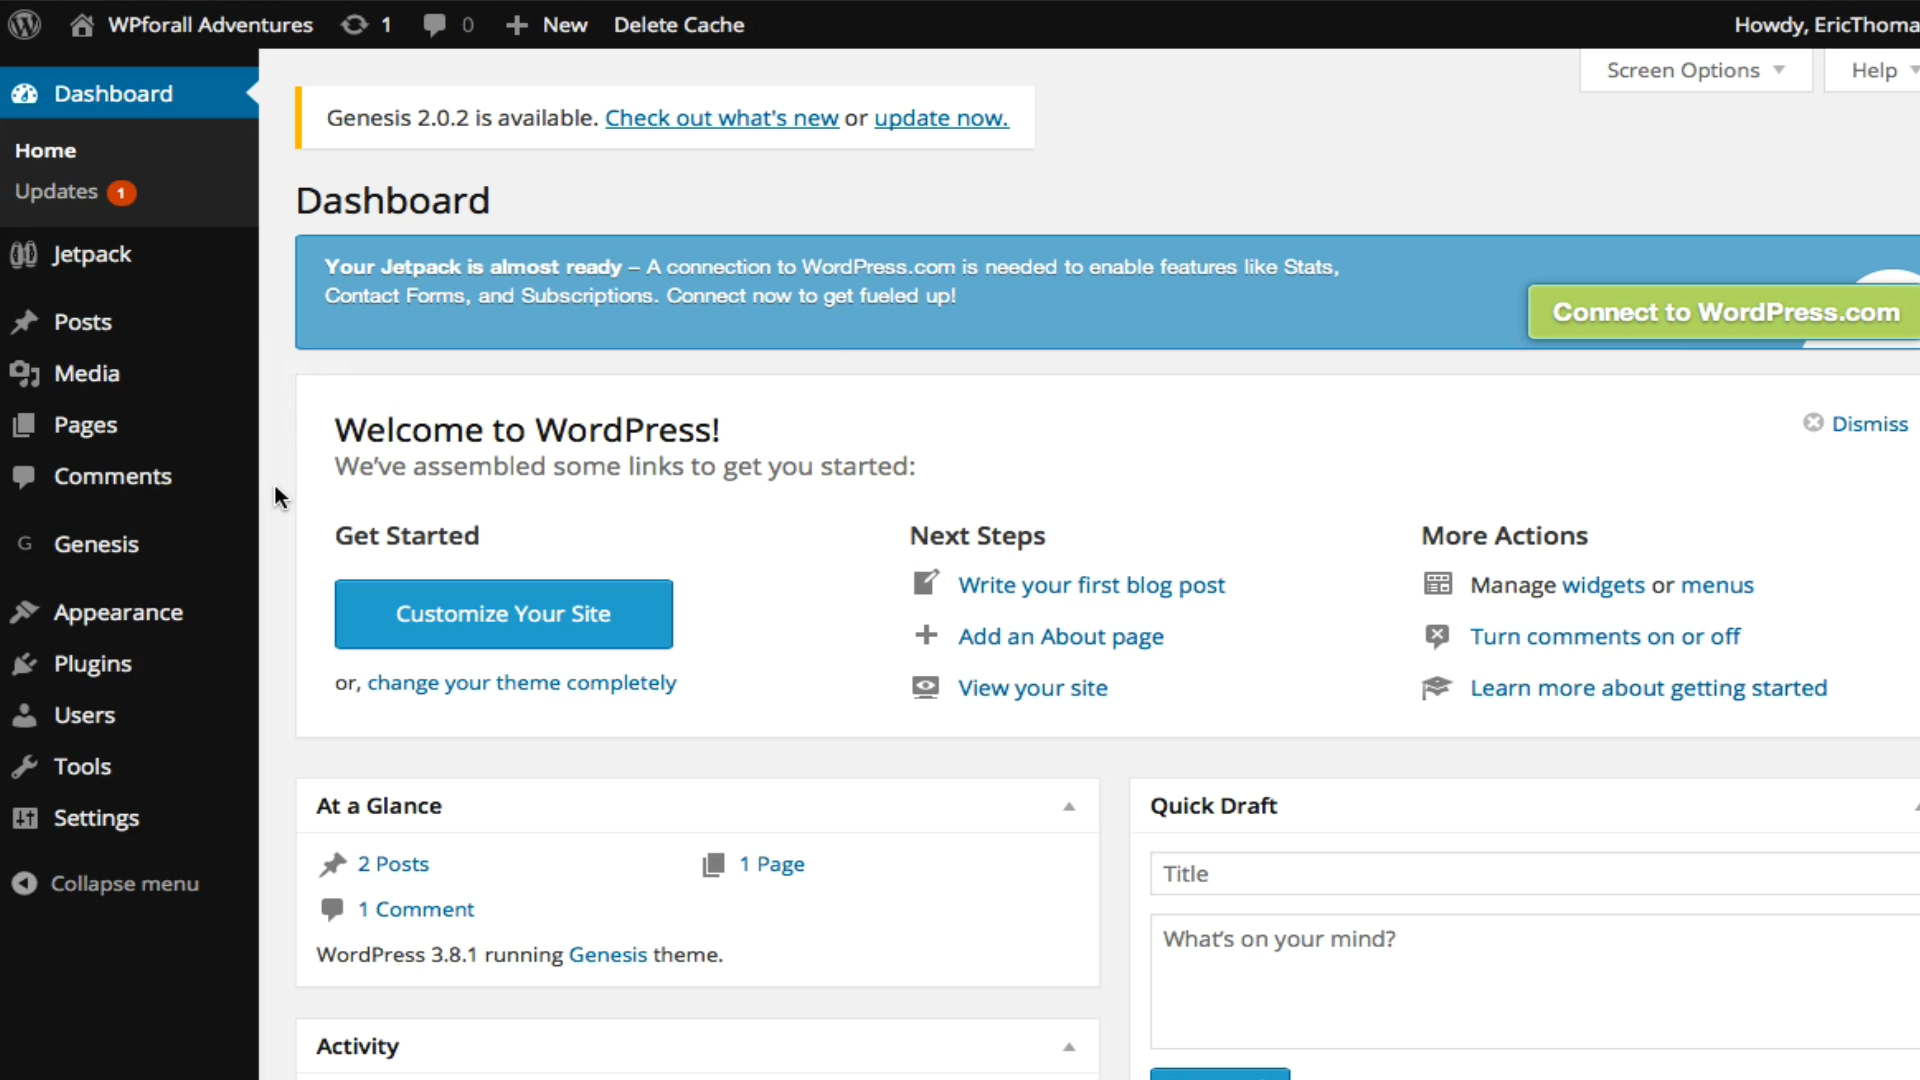 WPforall Adventures 1 0 New Delete Cache Howdy, EricThoma
Screen Options Help
Dashboard
Home
Updates 1
Jetpack
Posts
Media
Pages
Comments
G Genesis
Appearance
Plugins
Users
Tools
Settings
Collapse menu
Genesis 2.0.2 is available. Check out what's new or update now.
Dashboard
Your Jetpack is almost ready – A connection to WordPress.com is needed to enable features like Stats,
Contact Forms, and Subscriptions. Connect now to get fueled up!
Connect to WordPress.com
Welcome to WordPress!
We've assembled some links to get you started:
Dismiss
Get Started
Customize Your Site
or, change your theme completely
Next Steps
Write your first blog post
Add an About page
View your site
More Actions
Manage widgets or menus
Turn comments on or off
Learn more about getting started
At a Glance
2 Posts
1 Page
1 Comment
WordPress 3.8.1 running Genesis theme.
Activity
Quick Draft
Title
What's on your mind?